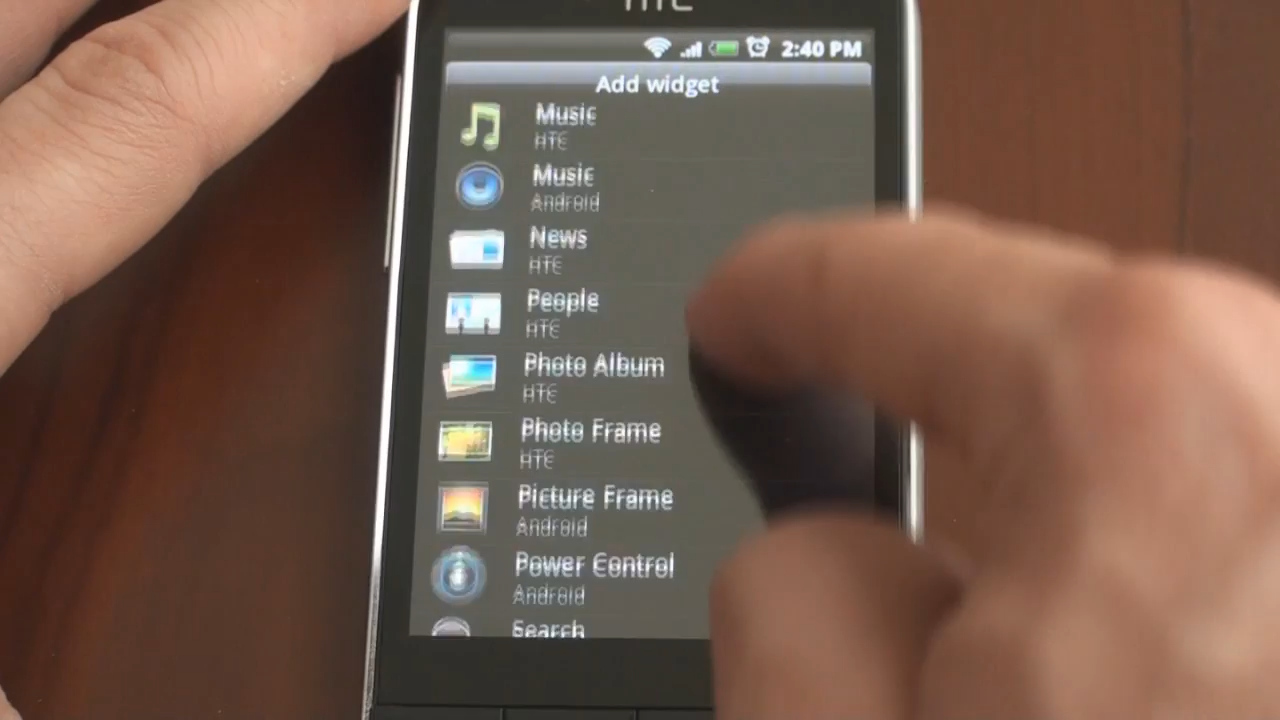 hTC
2:40 PM
Add widget
Music
HTC
Music
Android
News
HTC
People
HTC
Photo Album
HTC
Photo Frame
HTC
Picture Frame
Android
Power Control
Android
Search